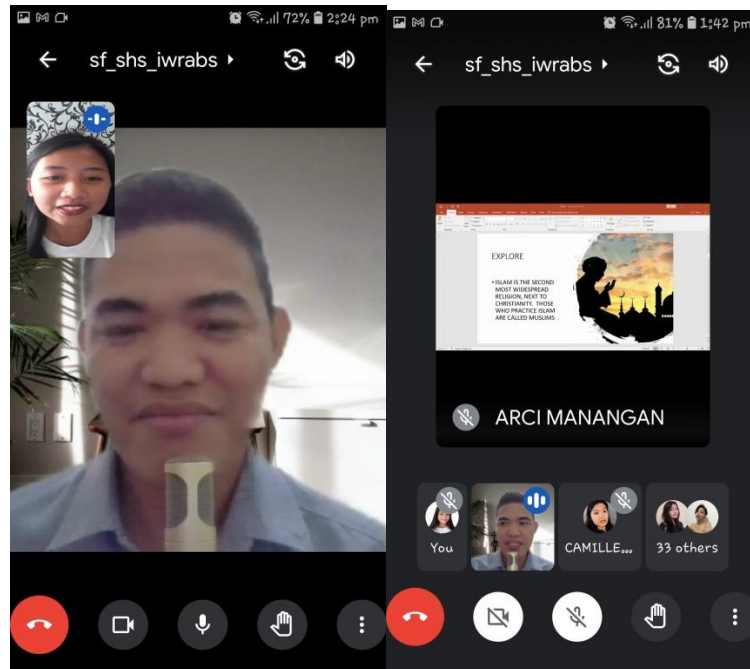 72% 2:24 pm
sf_shs_iwrabs
81% 1:42 pm
sf_shs_iwrabs
EXPLORE
• ISLAM IS THE SECOND
MOST WIDESPREAD
RELIGION, NEXT TO
CHRISTIANITY. THOSE
WHO PRACTICE ISLAM
ARE CALLED MUSLIMS
ARCI MANANGAN
You
CAMILLE...
33 others